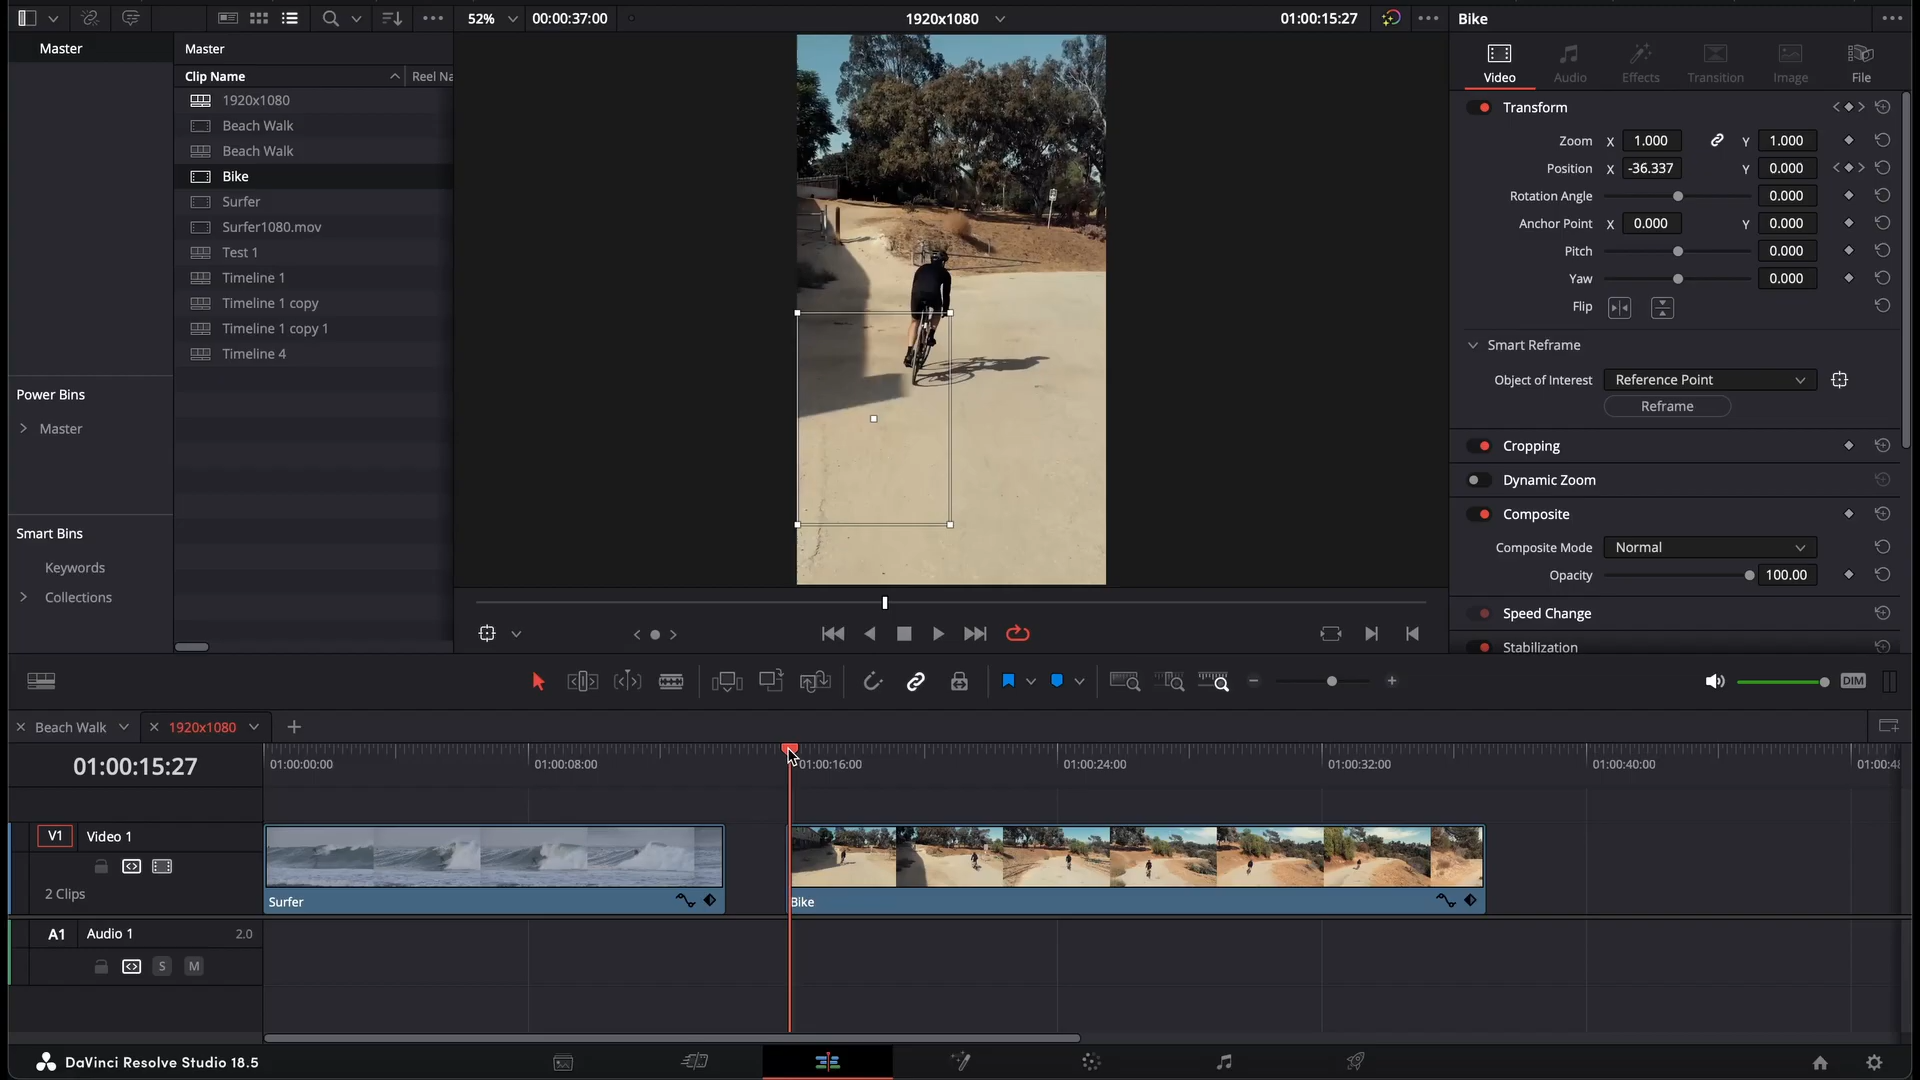 52%
00:00:37:00
1920x1080
01:00:15:27
Bike
Master
Master
Clip Name
Reel Na
1920x1080
Beach Walk
Beach Walk
Bike
Surfer
Surfer1080.mov
Test 1
Timeline 1
Timeline 1 copy
Timeline 1 copy 1
Timeline 4
Power Bins
Master
Smart Bins
Keywords
Collections
Video
Audio
Effects
Transition
Image
File
Transform
Zoom X 1.000 Y 1.000
Position X -36.337 Y 0.000
Rotation Angle 0.000
Anchor Point X 0.000 Y 0.000
Pitch 0.000
Yaw 0.000
Flip
Smart Reframe
Object of Interest Reference Point
Reframe
Cropping
Dynamic Zoom
Composite
Composite Mode Normal
Opacity 100.00
Speed Change
Stabilization
DIM
Beach Walk
1920x1080
01:00:15:27
01:00:00:00
01:00:08:00
01:00:16:00
01:00:24:00
01:00:32:00
01:00:40:00
01:00:48
V1 Video 1
2 Clips
Surfer
Bike
A1 Audio 1 2.0
S M
DaVinci Resolve Studio 18.5